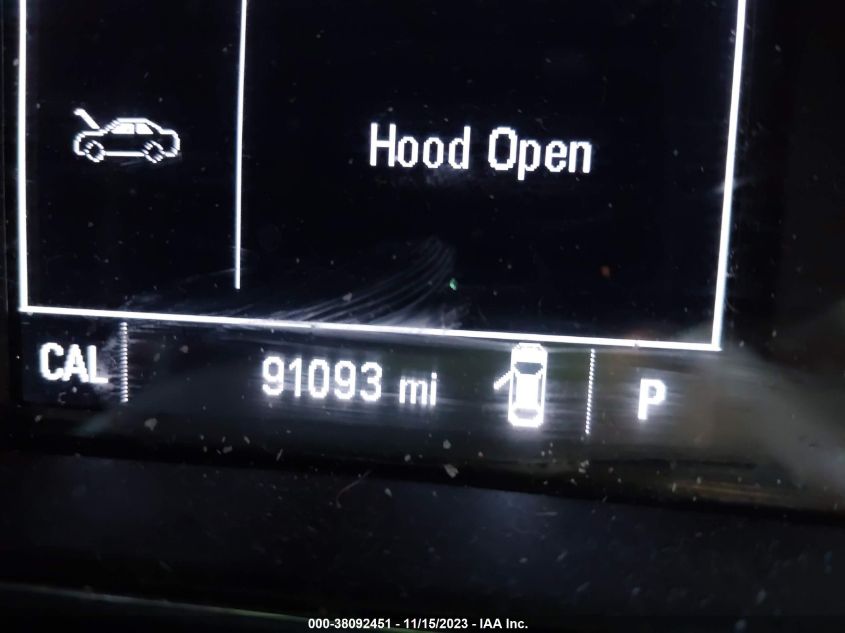 Hood Open
CAL 91093 mi P
000-38092451 - 11/15/2023 - IAA Inc.